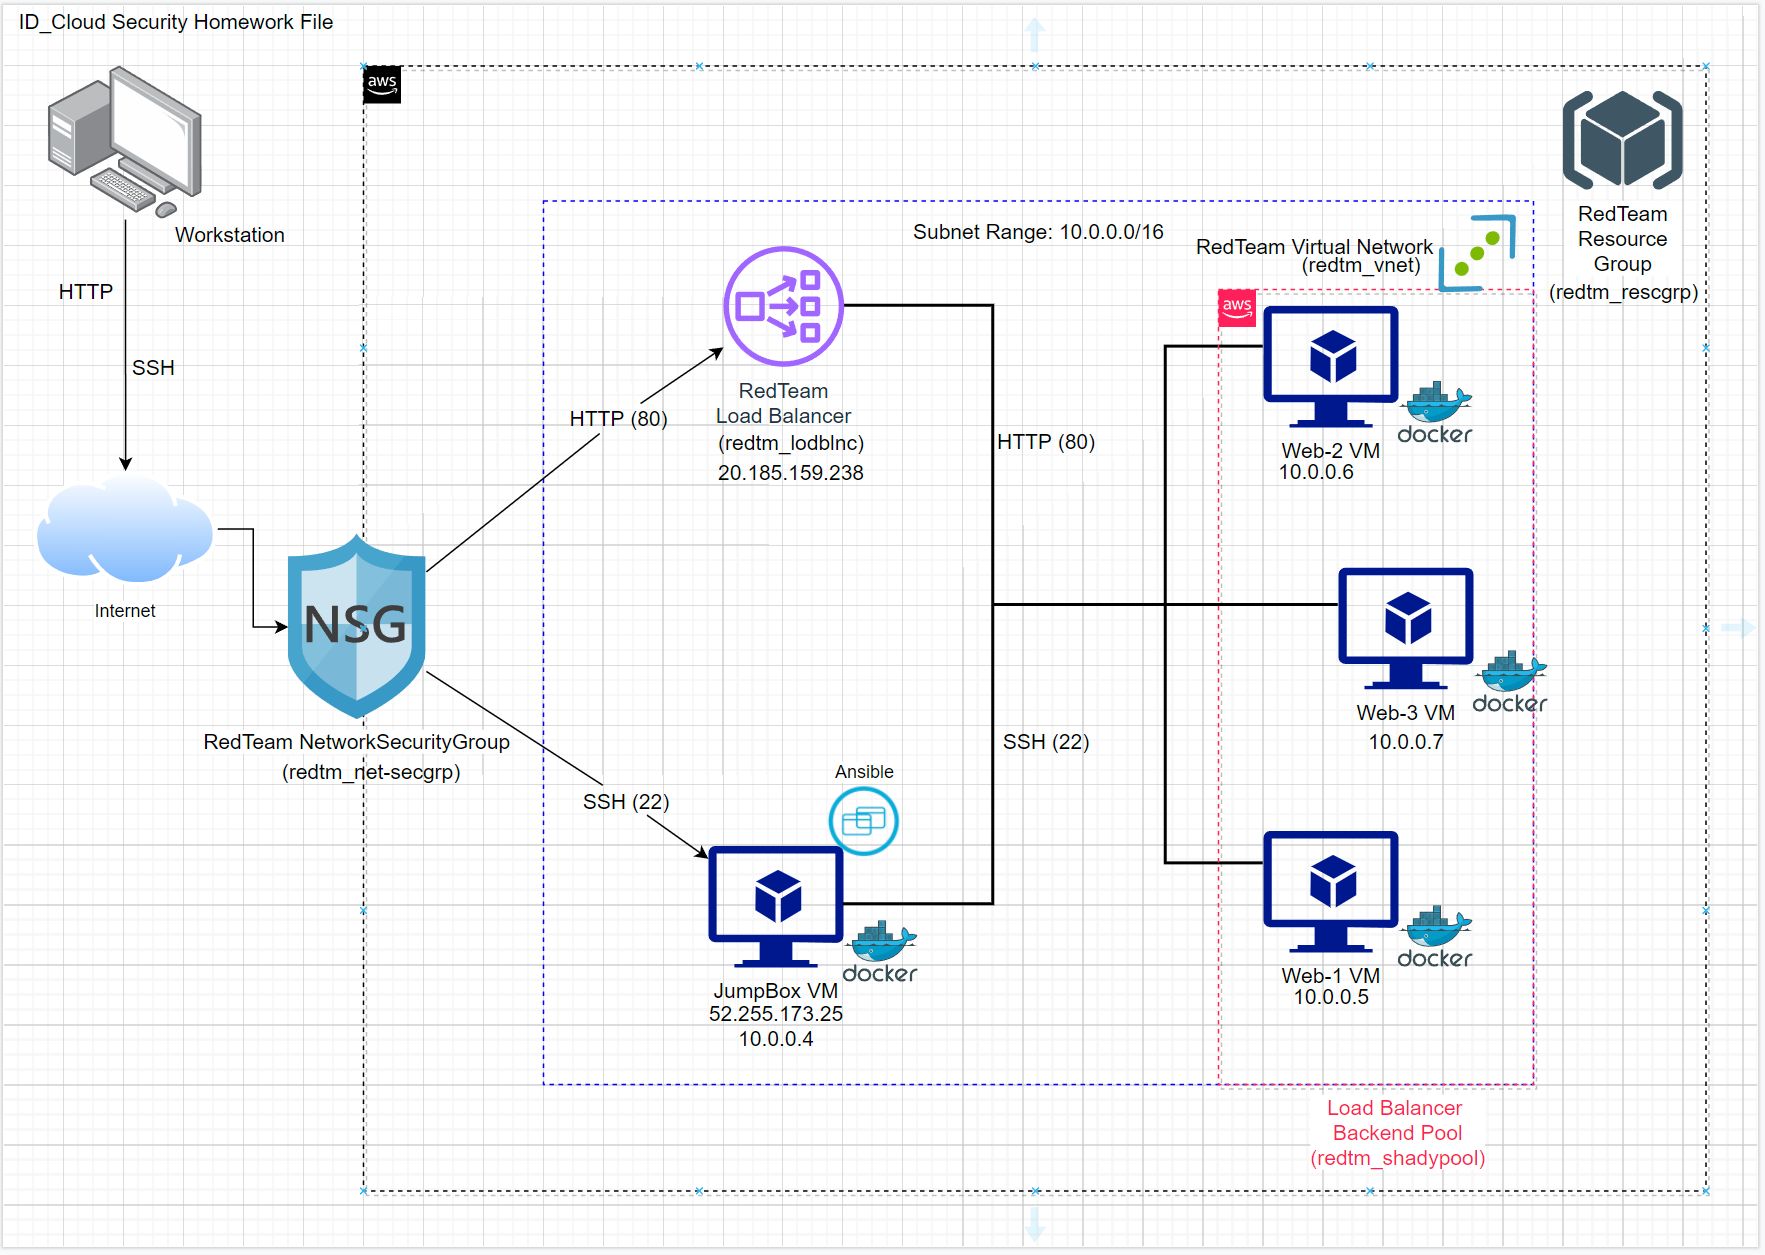 ID_Cloud Security Homework File
aws
Workstation
HTTP
SSH
Internet
NSG
RedTeam NetworkSecurityGroup
(redtm_net-secgrp)
HTTP (80)
SSH (22)
Subnet Range: 10.0.0.0/16
RedTeam
Load Balancer
(redtm_lodblnc)
20.185.159.238
HTTP (80)
SSH (22)
Ansible
docker
JumpBox VM
52.255.173.25
10.0.0.4
RedTeam Virtual Network
(redtm_vnet)
RedTeam
Resource
Group
(redtm_rescgrp)
aws
docker
Web-2 VM
10.0.0.6
docker
Web-3 VM
10.0.0.7
docker
Web-1 VM
10.0.0.5
Load Balancer
Backend Pool
(redtm_shadypool)